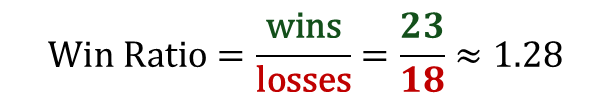 Win Ratio = wins/losses = 23/18 ≈ 1.28